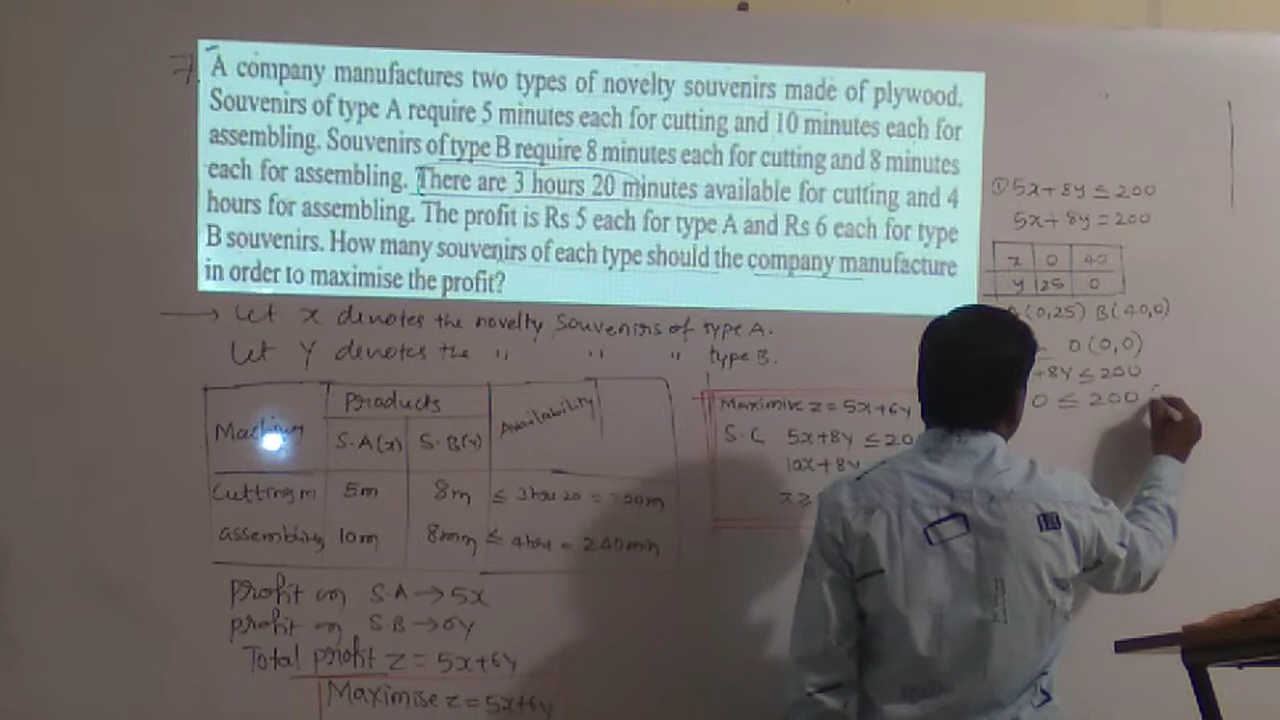 7. A company manufactures two types of novelty souvenirs made of plywood.
Souvenirs of type A require 5 minutes each for cutting and 10 minutes each for
assembling. Souvenirs of type B require 8 minutes each for cutting and 8 minutes
each for assembling. There are 3 hours 20 minutes available for cutting and 4
hours for assembling. The profit is Rs 5 each for type A and Rs 6 each for type
B souvenirs. How many souvenirs of each type should the company manufacture
in order to maximise the profit?
→ Let x denotes the novelty Souvenirs of type A.
Let Y denotes the " " " type B.
Products
Availability
S.A(x) S.B(y)
Cutting m 5m 8m ≤ 3hou 20 = 200m
assembling 10m 8min ≤ 4hou = 240min
Profit on S.A → 5x
profit on S.B → 6y
Total profit z = 5x+6y
Maximise z = 5x+6y
Maximise z = 5x+6y
S.C 5x+8y ≤ 20
10x+8y
x ≥
① 5x+8y ≤ 200
5x+8y = 200
x 0 40
y 25 0
(0,25) B(40,0)
O(0,0)
+8y ≤ 200
0 ≤ 200